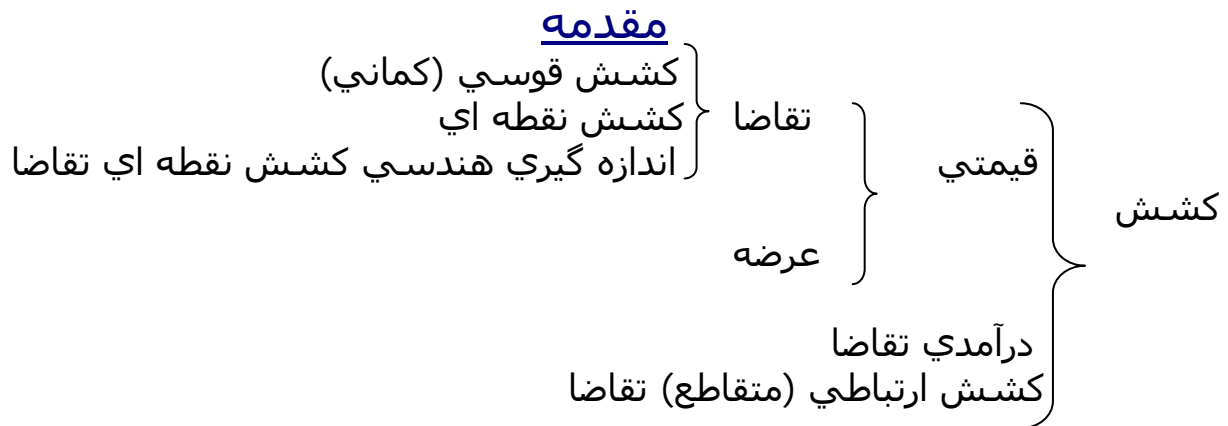 مقدمه
کشش قوسي (کماني)
تقاضا
کشش نقطه اي
قيمتي
اندازه گيري هندسي کشش نقطه اي تقاضا
کشش
عرضه
درآمدي تقاضا
کشش ارتباطي (متقاطع) تقاضا